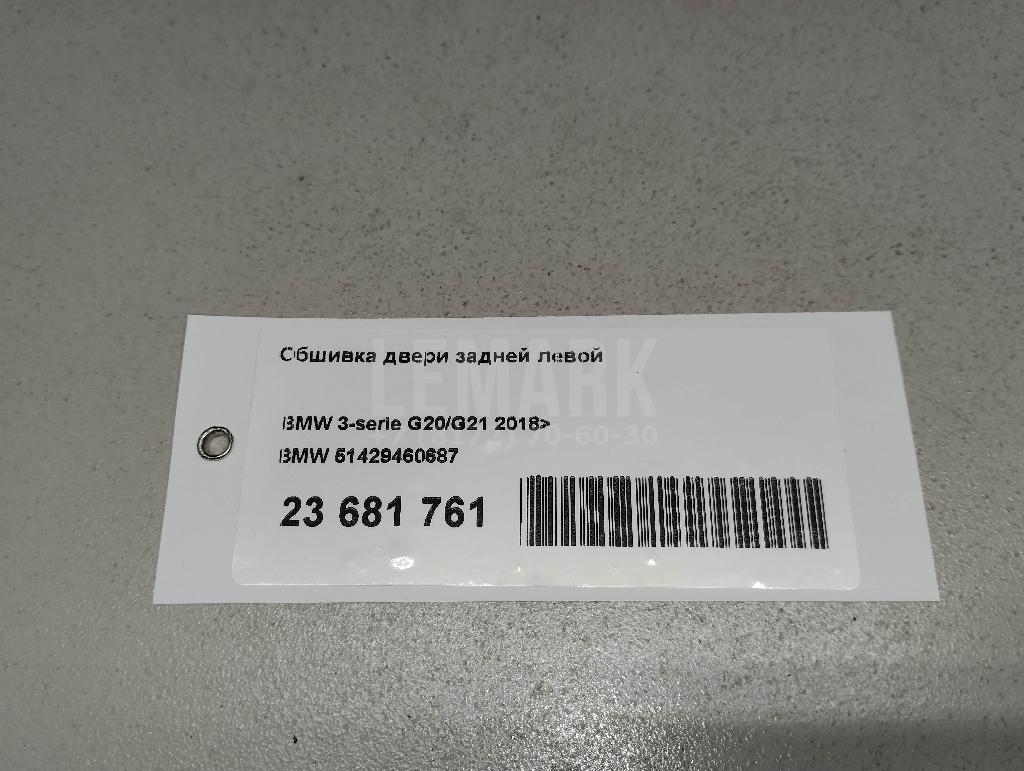 Обшивка двери задней левой
LEMARK
BMW 3-serie G20/G21 2018>
+7 (8172) 70-60-30
BMW 51429460687
23 681 761